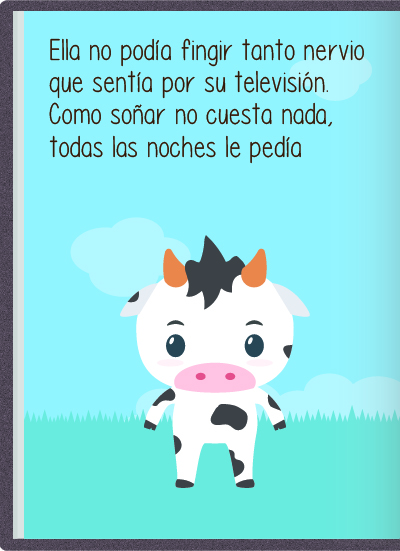 Ella no podía fingir tanto nervio
que sentía por su televisión.
Como soñar no cuesta nada,
todas las noches le pedía